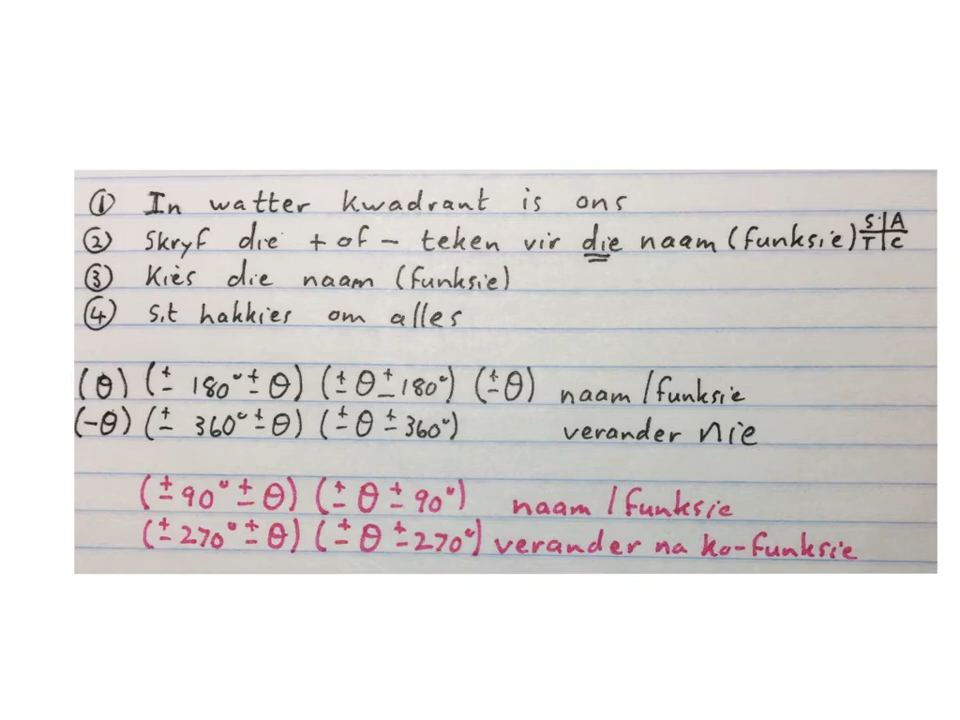 ① In watter kwadrant is ons
② Skryf die + of - teken vir die naam (funksie) S|A T|C
③ Kies die naam (funksie)
④ sit hakkies om alles
(θ) (± 180° ± θ) (± θ ± 180°) (± θ) naam/funksie
(-θ) (± 360° ± θ) (± θ ± 360°) verander nie
(± 90° ± θ) (± θ ± 90°) naam/funksie
(± 270° ± θ) (± θ ± 270°) verander na ko-funksie